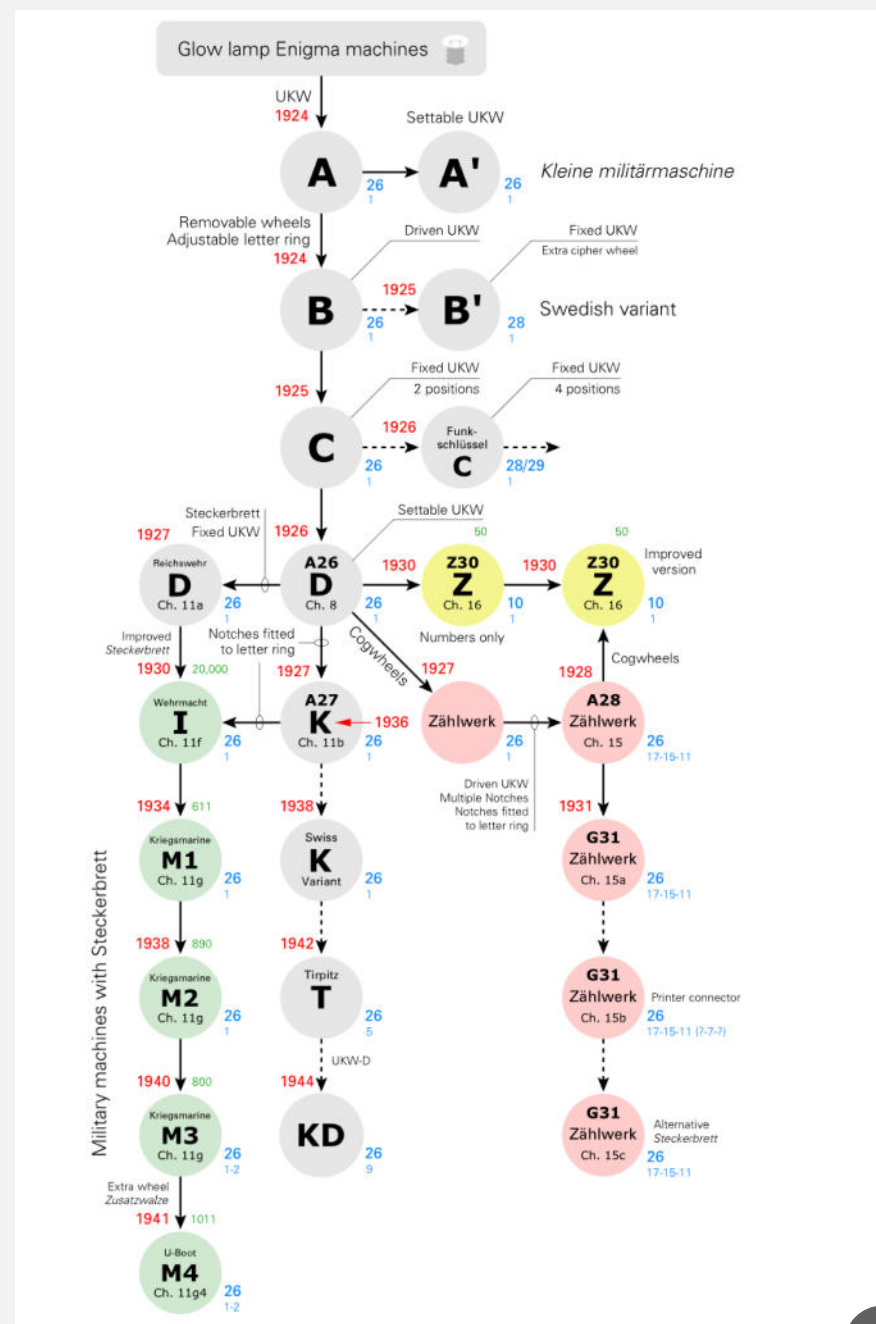 Glow lamp Enigma machines
UKW
1924
Settable UKW
A
26
1
A'
26
1
Kleine militärmaschine
Removable wheels
Adjustable letter ring
1924
Driven UKW
Fixed UKW
Extra cipher wheel
B
26
1
1925
B'
28
1
Swedish variant
1925
Fixed UKW
2 positions
Fixed UKW
4 positions
C
26
1
1926
Funk-
schlüssel
C
28/29
1
Steckerbrett
Fixed UKW
1926
Settable UKW
1927
Reichswehr
D
Ch. 11a
26
1
A26
D
Ch. 8
26
1
1930
50
Z30
Z
Ch. 16
10
1
Numbers only
1930
50
Z30
Z
Ch. 16
10
1
Improved
version
Improved
Steckerbrett
1930
20,000
Notches fitted
to letter ring
1927
Cogwheels
1927
1928
Cogwheels
Wehrmacht
I
Ch. 11f
26
1
A27
K
Ch. 11b
26
1
1936
Zählwerk
26
1
A28
Zählwerk
Ch. 15
26
17-15-11
Driven UKW
Multiple Notches
Notches fitted
to letter ring
1934
611
1938
1931
Kriegsmarine
M1
Ch. 11g
26
1
Swiss
K
Variant
26
1
G31
Zählwerk
Ch. 15a
26
17-15-11
Military machines with Steckerbrett
1938
890
1942
Kriegsmarine
M2
Ch. 11g
26
1
Tirpitz
T
26
5
G31
Zählwerk
Ch. 15b
Printer connector
26
17-15-11 (?-7-?)
1940
800
UKW-D
1944
Kriegsmarine
M3
Ch. 11g
26
1-2
KD
26
9
G31
Zählwerk
Ch. 15c
Alternative
Steckerbrett
26
17-15-11
Extra wheel
Zusatzwalze
1941
1011
U-Boot
M4
Ch. 11g4
26
1-2